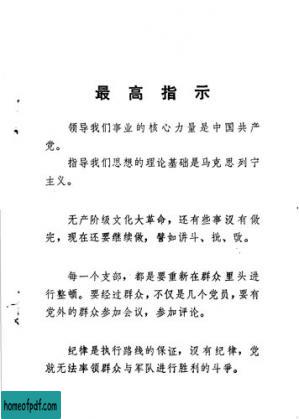 最高指示
领导我们事业的核心力量是中国共产
党。
指导我们思想的理论基础是马克思列宁
主义。
无产阶级文化大革命，还有些事没有做
完，现在还要继续做，譬如讲斗、批、改。
每一个支部，都是要重新在群众里头进
行整顿。要经过群众，不仅是几个党员，要有
党外的群众参加会议，参加评论。
纪律是执行路线的保证，没有纪律，党
就无法率领群众与军队进行胜利的斗争。
homeofpdf.com